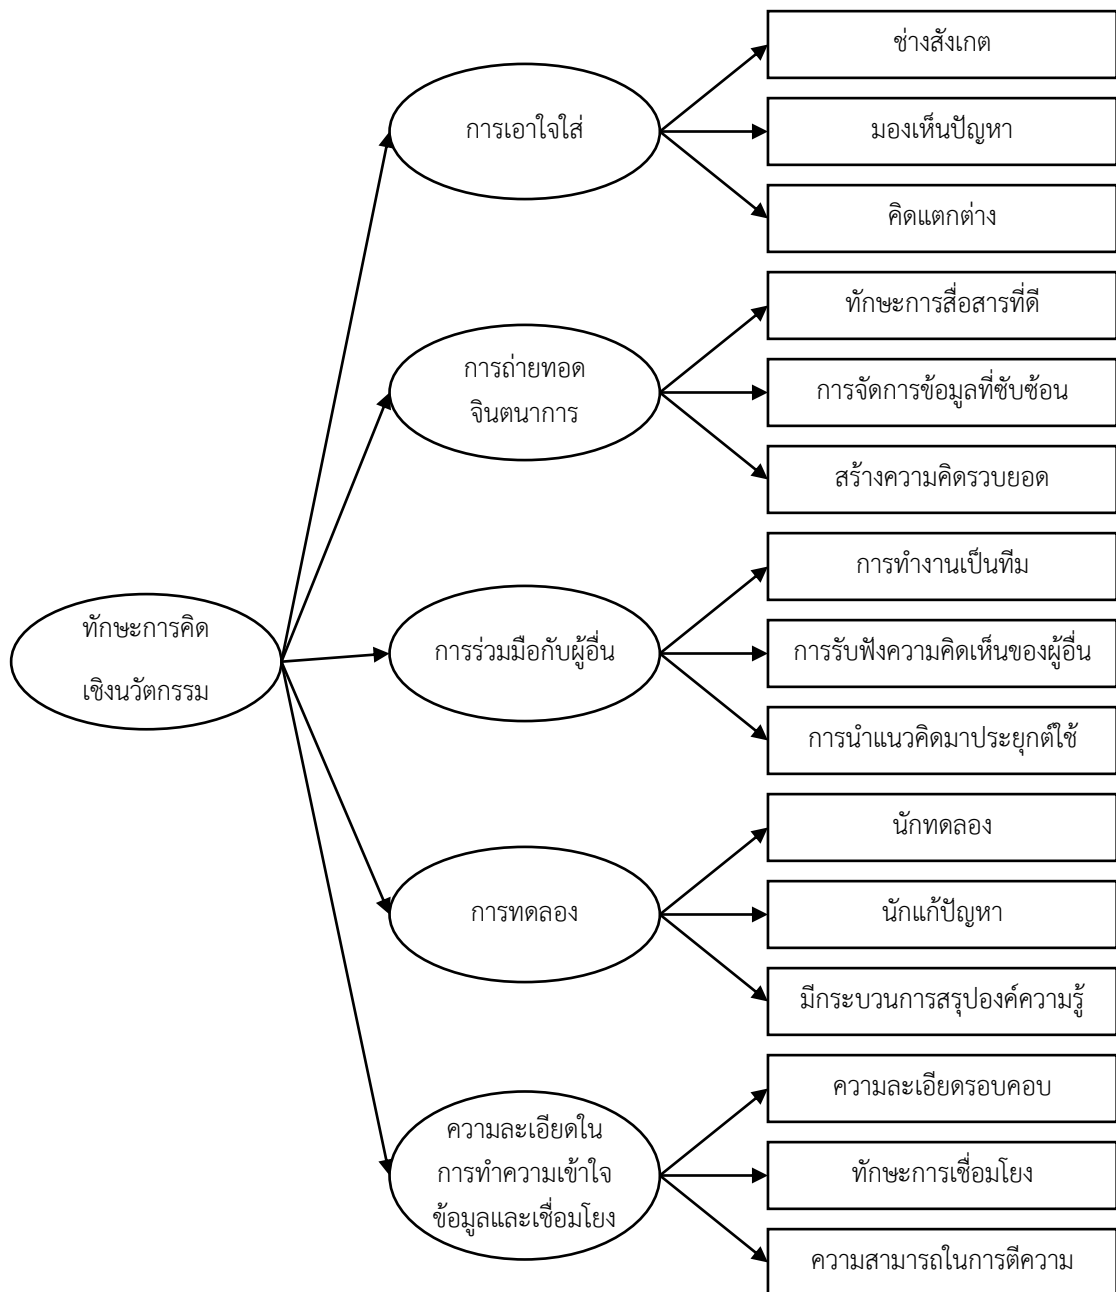 ช่างสังเกต
การเอาใจใส่
มองเห็นปัญหา
คิดแตกต่าง
ทักษะการสื่อสารที่ดี
การถ่ายทอด
จินตนาการ
การจัดการข้อมูลที่ซับซ้อน
สร้างความคิดรวบยอด
การทำงานเป็นทีม
ทักษะการคิด
เชิงนวัตกรรม
การร่วมมือกับผู้อื่น
การรับฟังความคิดเห็นของผู้อื่น
การนำแนวคิดมาประยุกต์ใช้
นักทดลอง
การทดลอง
นักแก้ปัญหา
มีกระบวนการสรุปองค์ความรู้
ความละเอียดรอบคอบ
ความละเอียดใน
การทำความเข้าใจ
ข้อมูลและเชื่อมโยง
ทักษะการเชื่อมโยง
ความสามารถในการตีความ